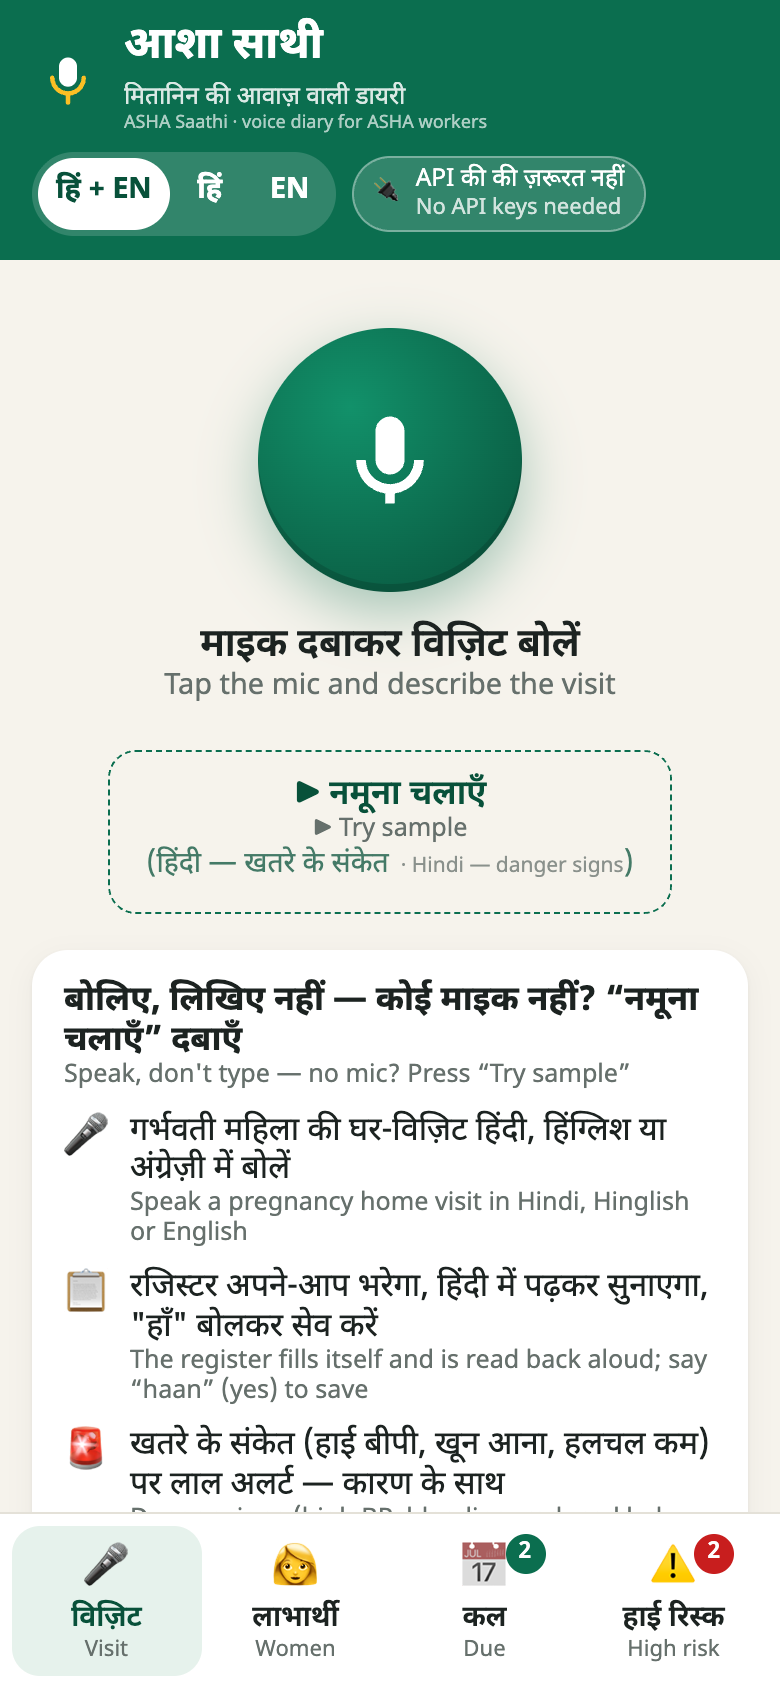 आशा साथी
मितानिन की आवाज़ वाली डायरी
ASHA Saathi · voice diary for ASHA workers
हिं + EN हिं EN
API की की ज़रूरत नहीं
No API keys needed
माइक दबाकर विज़िट बोलें
Tap the mic and describe the visit
▶ नमूना चलाएँ
▶ Try sample
(हिंदी — खतरे के संकेत · Hindi — danger signs)
बोलिए, लिखिए नहीं — कोई माइक नहीं? “नमूना
चलाएँ” दबाएँ
Speak, don't type — no mic? Press “Try sample”
गर्भवती महिला की घर-विज़िट हिंदी, हिंग्लिश या
अंग्रेज़ी में बोलें
Speak a pregnancy home visit in Hindi, Hinglish
or English
रजिस्टर अपने-आप भरेगा, हिंदी में पढ़कर सुनाएगा,
"हाँ" बोलकर सेव करें
The register fills itself and is read back aloud; say
“haan” (yes) to save
खतरे के संकेत (हाई बीपी, खून आना, हलचल कम)
पर लाल अलर्ट — कारण के साथ
JUL 17 2 2
विज़िट लाभार्थी कल हाई रिस्क
Visit Women Due High risk